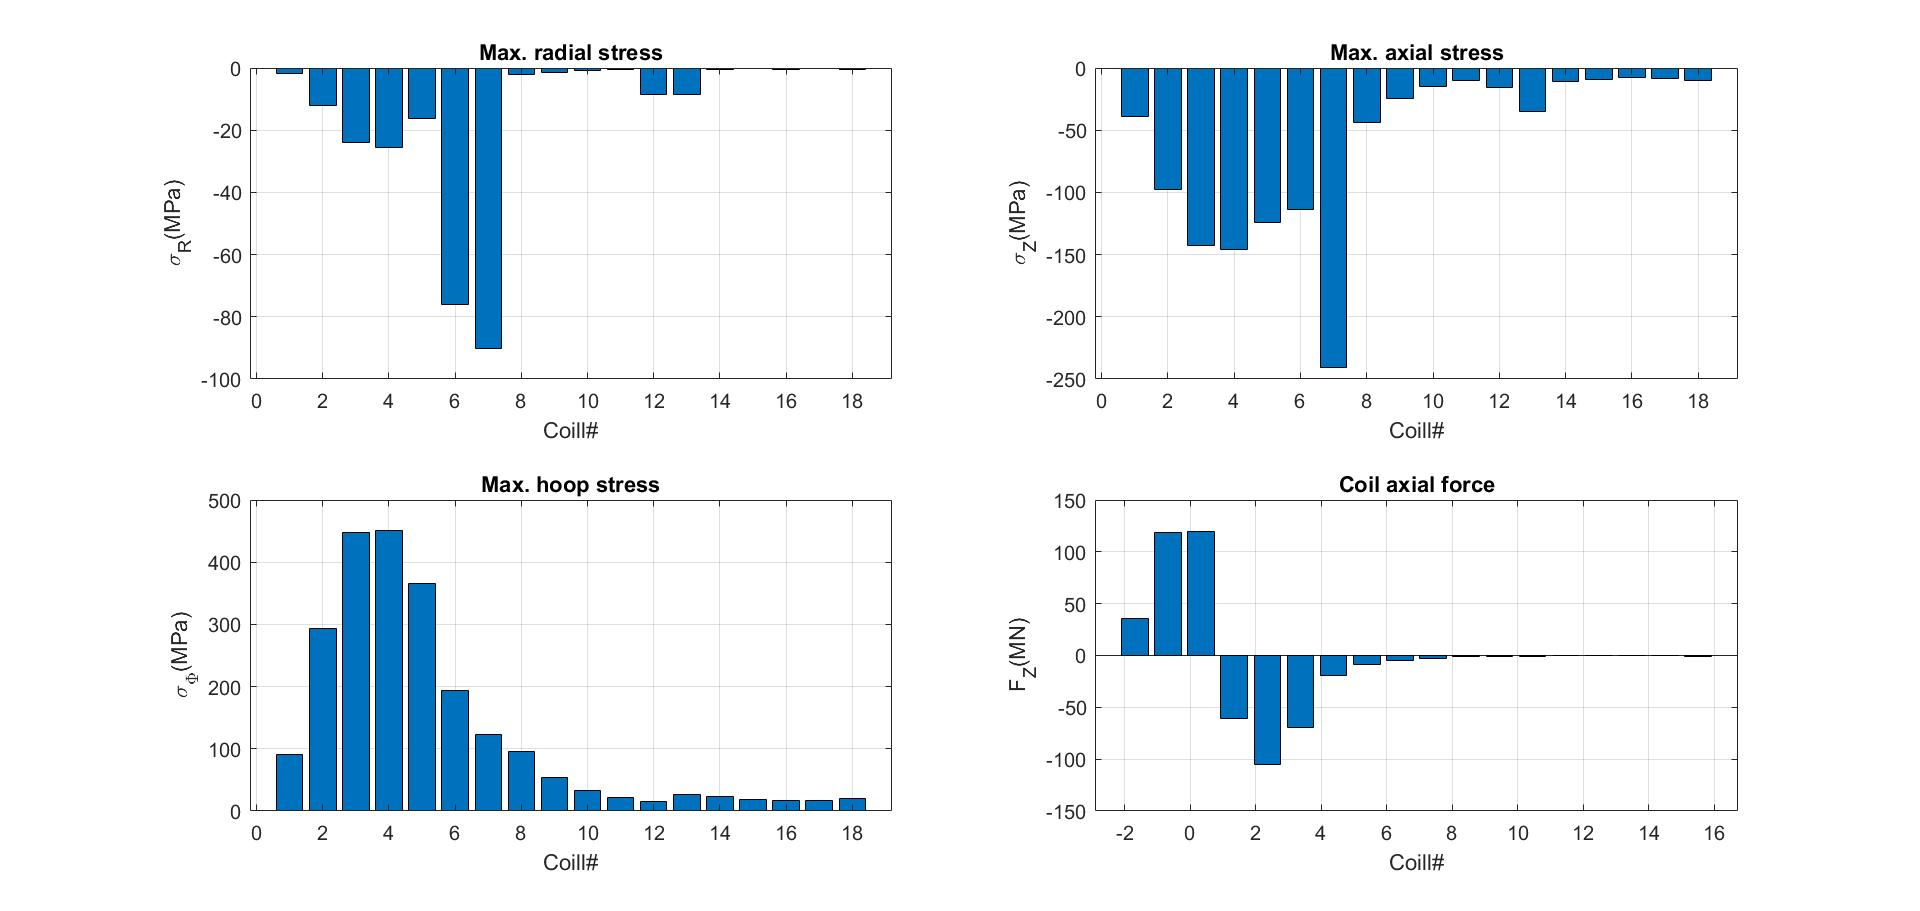 Max. radial stress
0
-20
-40
-60
-80
-100
σR(MPa)
0 2 4 6 8 10 12 14 16 18
Coill#
Max. axial stress
0
-50
-100
-150
-200
-250
σZ(MPa)
0 2 4 6 8 10 12 14 16 18
Coill#
Max. hoop stress
500
400
300
200
100
0
σΦ(MPa)
0 2 4 6 8 10 12 14 16 18
Coill#
Coil axial force
150
100
50
0
-50
-100
-150
FZ(MN)
-2 0 2 4 6 8 10 12 14 16
Coill#